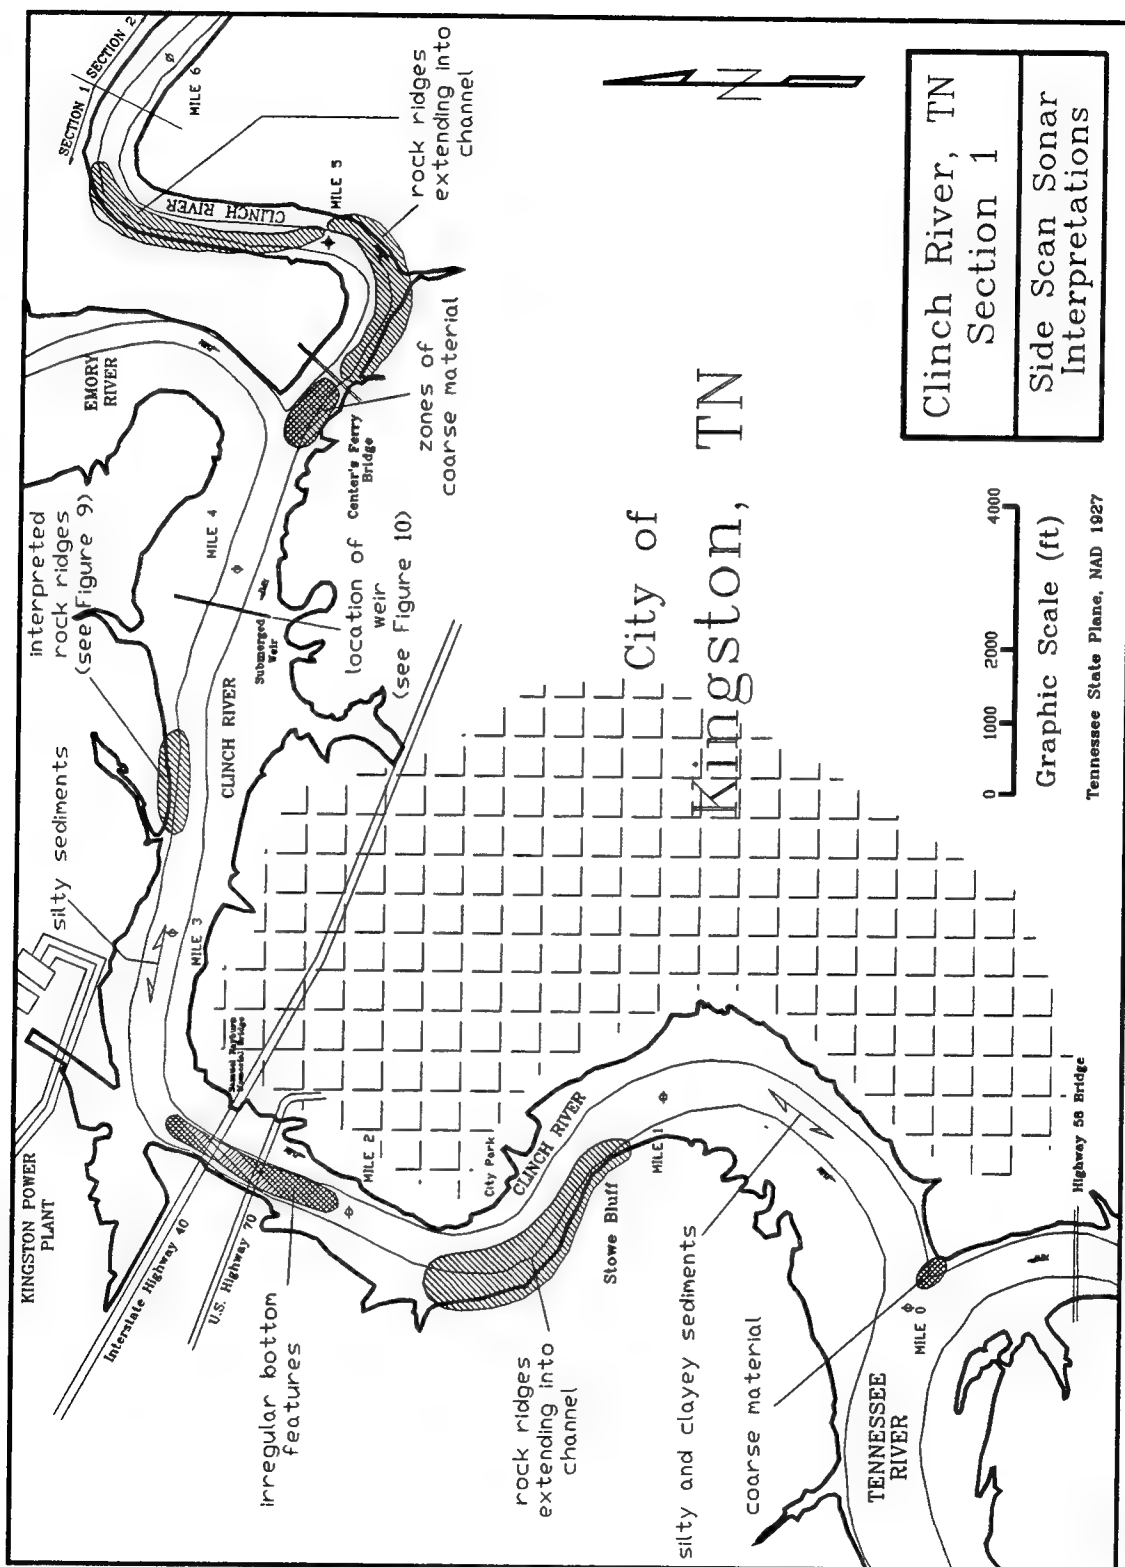 SECTION 1
SECTION 2
MILE 6
rock ridges
extending into
channel
CLINCH RIVER
MILE 5
EMORY
RIVER
zones of
coarse material
Center's Ferry
Bridge
interpreted
rock ridges
(see Figure 9)
MILE 4
Submerged
Weir
location of
weir
(see Figure 10)
CLINCH RIVER
silty sediments
MILE 3
Memorial Bridge
KINGSTON POWER
PLANT
Interstate Highway 40
U.S. Highway 70
irregular bottom
features
MILE 2
City Park
CLINCH RIVER
Stowe Bluff
MILE 1
rock ridges
extending into
channel
silty and clayey sediments
coarse material
MILE 0
TENNESSEE
RIVER
Highway 58 Bridge
City of
Kingston, TN
N
0 1000 2000 4000
Graphic Scale (ft)
Tennessee State Plane, NAD 1927
Clinch River, TN
Section 1
Side Scan Sonar
Interpretations